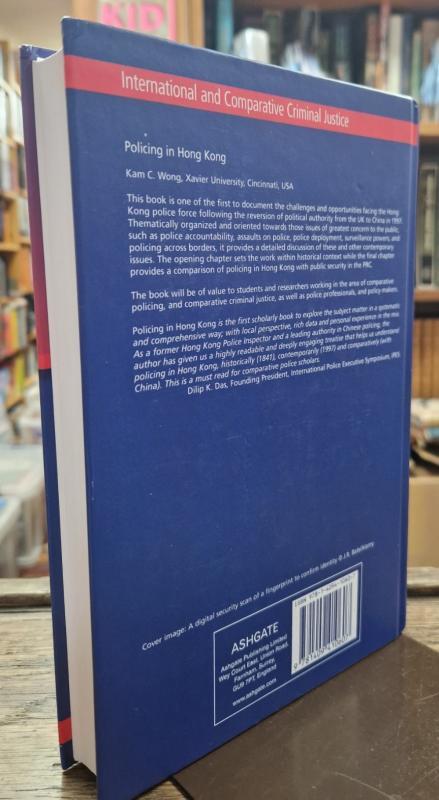 KID
International and Comparative Criminal Justice
Policing in Hong Kong
Kam C. Wong, Xavier University, Cincinnati, USA
This book is one of the first to document the challenges and opportunities facing the Hong
Kong police force following the reversion of political authority from the UK to China in 1997.
Thematically organized and oriented towards those issues of greatest concern to the public,
such as police accountability, assaults on police, police deployment, surveillance powers, and
policing across borders, it provides a detailed discussion of these and other contemporary
issues. The opening chapter sets the work within historical context while the final chapter
provides a comparison of policing in Hong Kong with public security in the PRC.
The book will be of value to students and researchers working in the area of comparative
policing, and comparative criminal justice, as well as police professionals, and policy-makers.
Policing in Hong Kong is the first scholarly book to explore the subject matter in a systematic
and comprehensive way; with local perspective, rich data and personal experience in the mix.
As a former Hong Kong Police Inspector and a leading authority in Chinese policing, the
author has given us a highly readable and deeply engaging treatise that helps us understand
policing in Hong Kong, historically (1841), contemporarily (1997) and comparatively (with
China). This is a must read for comparative police scholars.
Dilip K. Das, Founding President, International Police Executive Symposium, IPES
Cover image: A digital security scan of a fingerprint to confirm identity © J.R. Bale/Alamy
ASHGATE
Ashgate Publishing Limited
Wey Court East, Union Road,
Farnham, Surrey,
GU9 7PT, England
www.ashgate.com